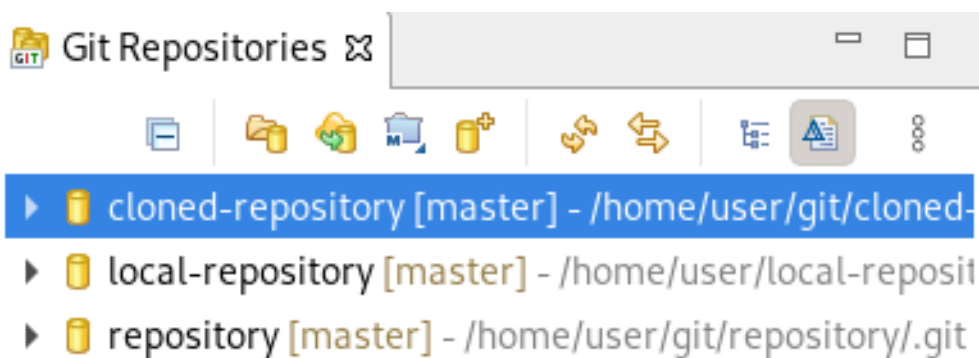 GIT Git Repositories
M
cloned-repository [master] - /home/user/git/cloned-
local-repository [master] - /home/user/local-reposit
repository [master] - /home/user/git/repository/.git